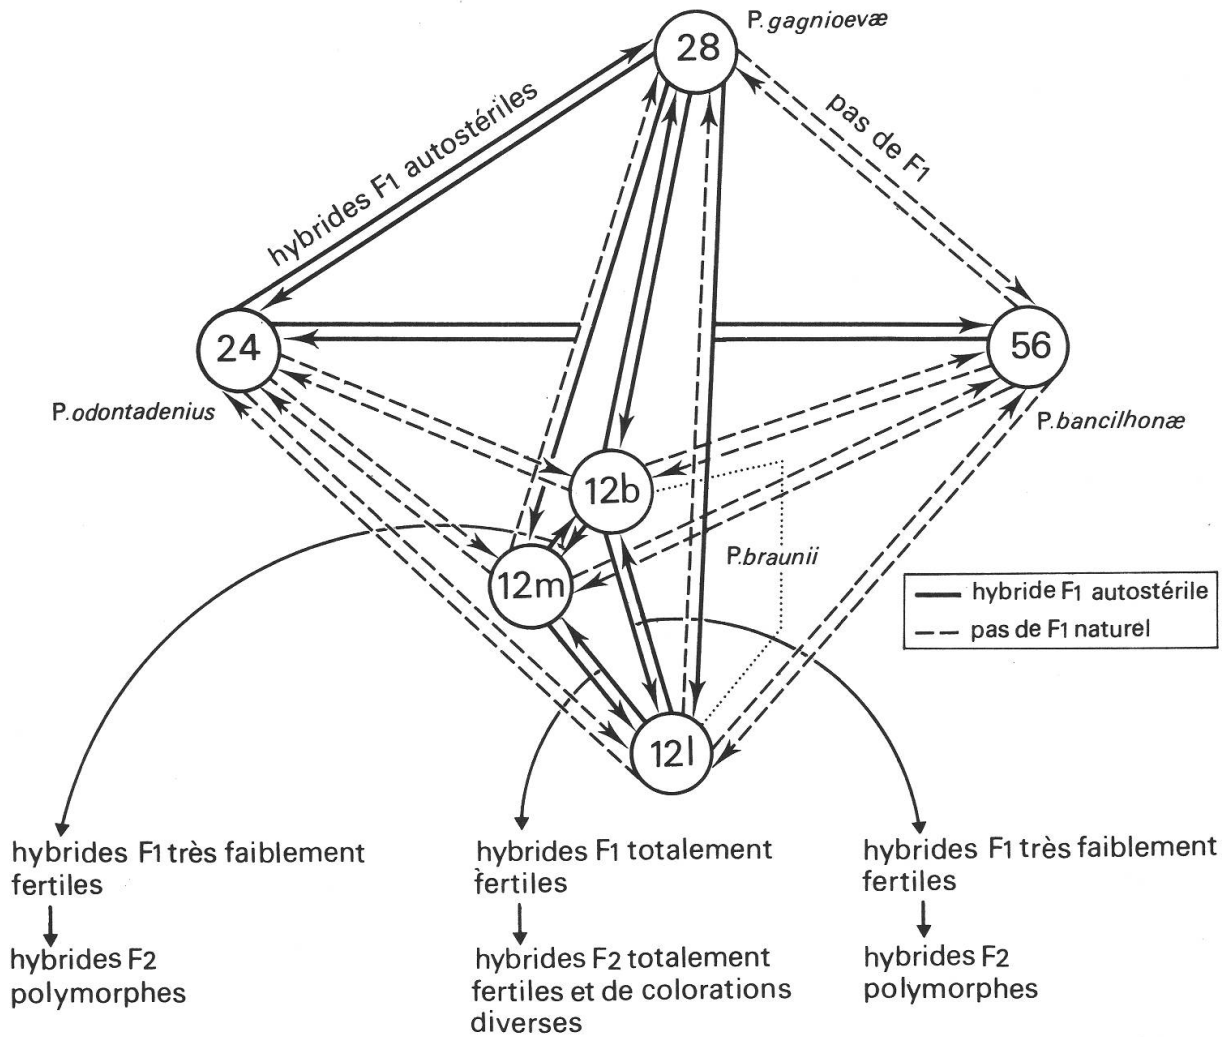 P.gagnioevæ
28
hybrides F1 autostériles
pas de F1
24
56
P.odontadenius
P.bancilhonæ
12b
P.braunii
12m
hybride F1 autostérile
pas de F1 naturel
12l
hybrides F1 très faiblement
fertiles
hybrides F2
polymorphes
hybrides F1 totalement
fertiles
hybrides F2 totalement
fertiles et de colorations
diverses
hybrides F1 très faiblement
fertiles
hybrides F2
polymorphes